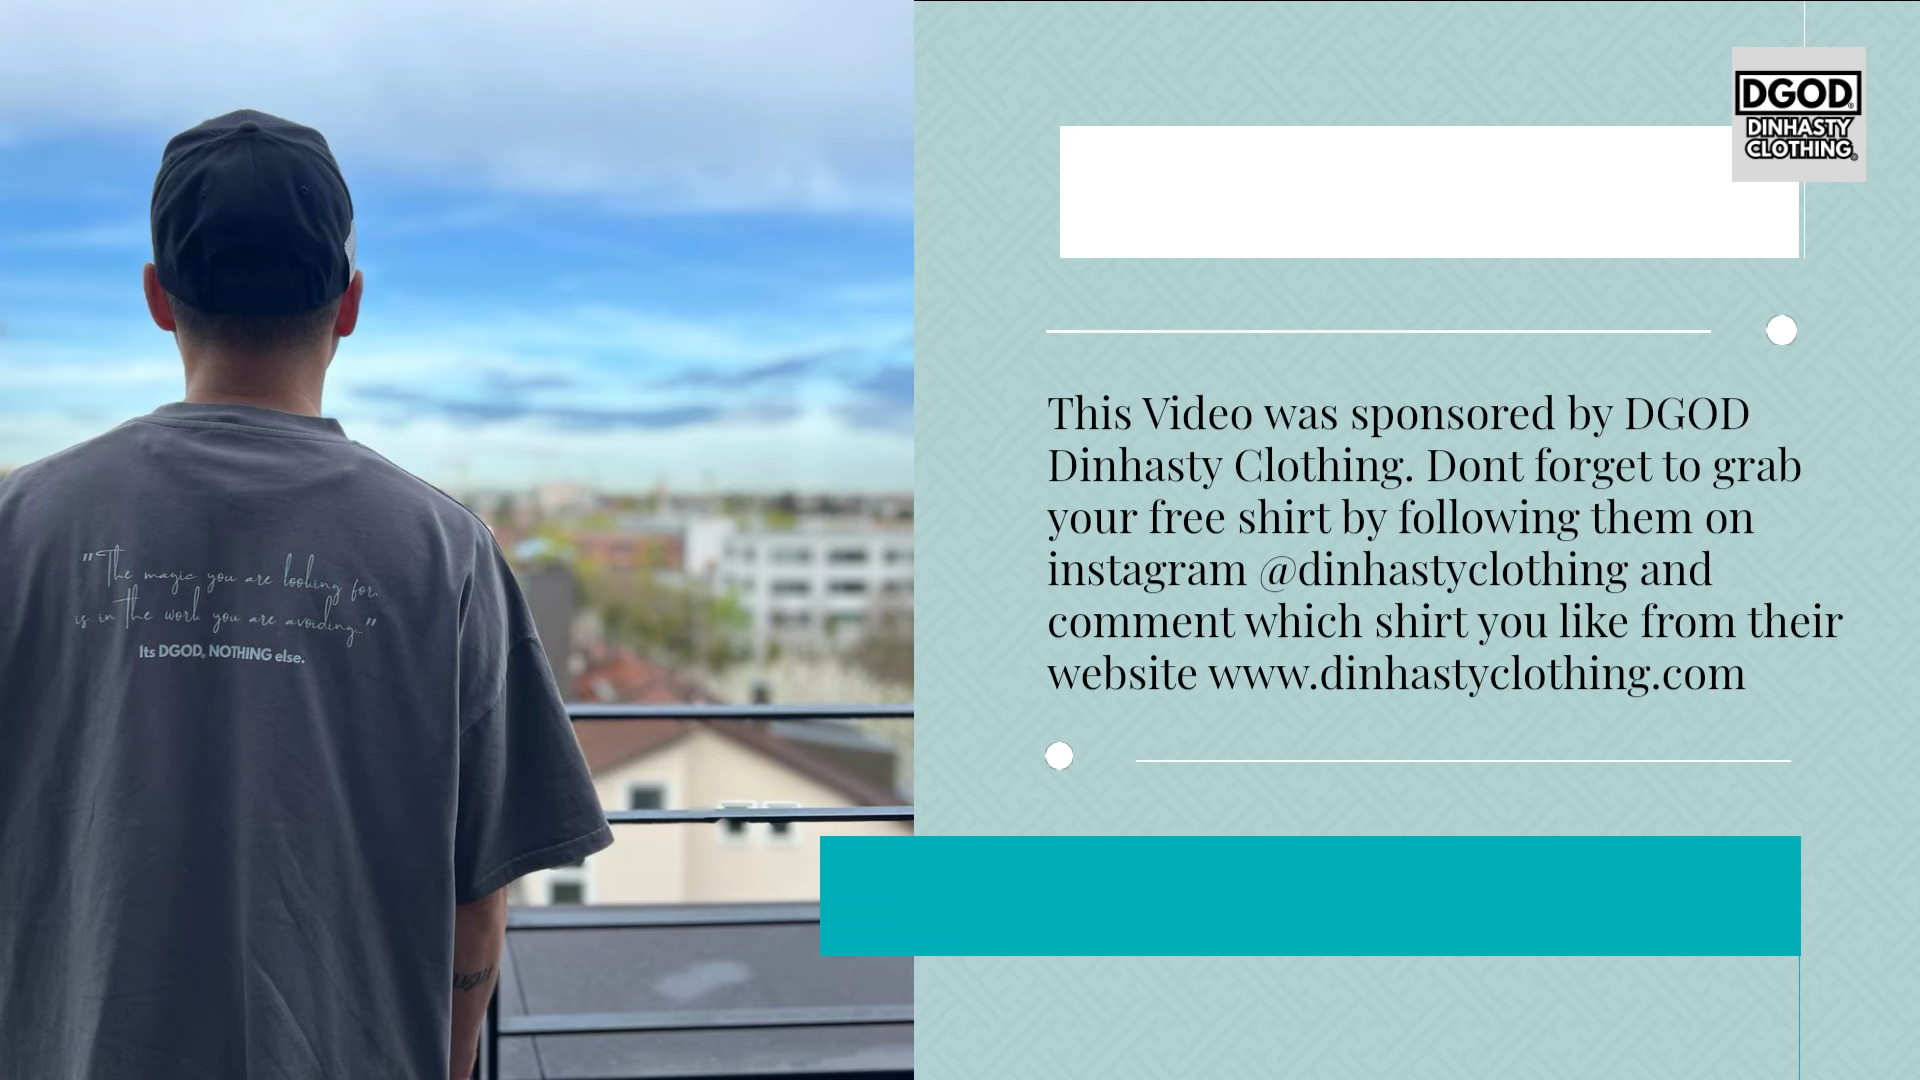 DGOD
DINHASTY
CLOTHING
This Video was sponsored by DGOD
Dinhasty Clothing. Dont forget to grab
your free shirt by following them on
instagram @dinhastyclothing and
comment which shirt you like from their
website www.dinhastyclothing.com
"The magic you are looking for,
is in the work you are avoiding."
Its DGOD, NOTHING else.